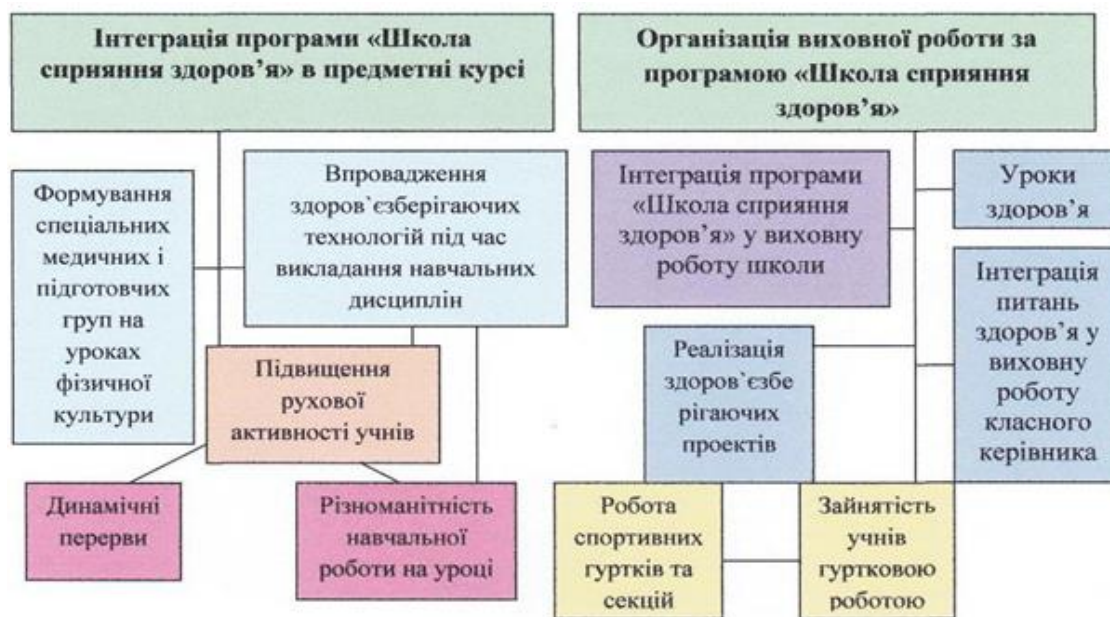 Інтеграція програми «Школа
сприяння здоров’я» в предметні курсі
Організація виховної роботи за
програмою «Школа сприяння
здоров’я»
Формування
спеціальних
медичних і
підготовчих
груп на
уроках
фізичної
культури
Впровадження
здоров`єзберігаючих
технологій під час
викладання навчальних
дисциплін
Підвищення
рухової
активності учнів
Динамічні
перерви
Різноманітність
навчальної
роботи на уроці
Інтеграція програми
«Школа сприяння
здоров’я» у виховну
роботу школи
Уроки
здоров’я
Інтеграція
питань
здоров’я у
виховну
роботу
класного
керівника
Реалізація
здоров`єзбе
рігаючих
проектів
Робота
спортивних
гуртків та
секцій
Зайнятість
учнів
гуртковою
роботою